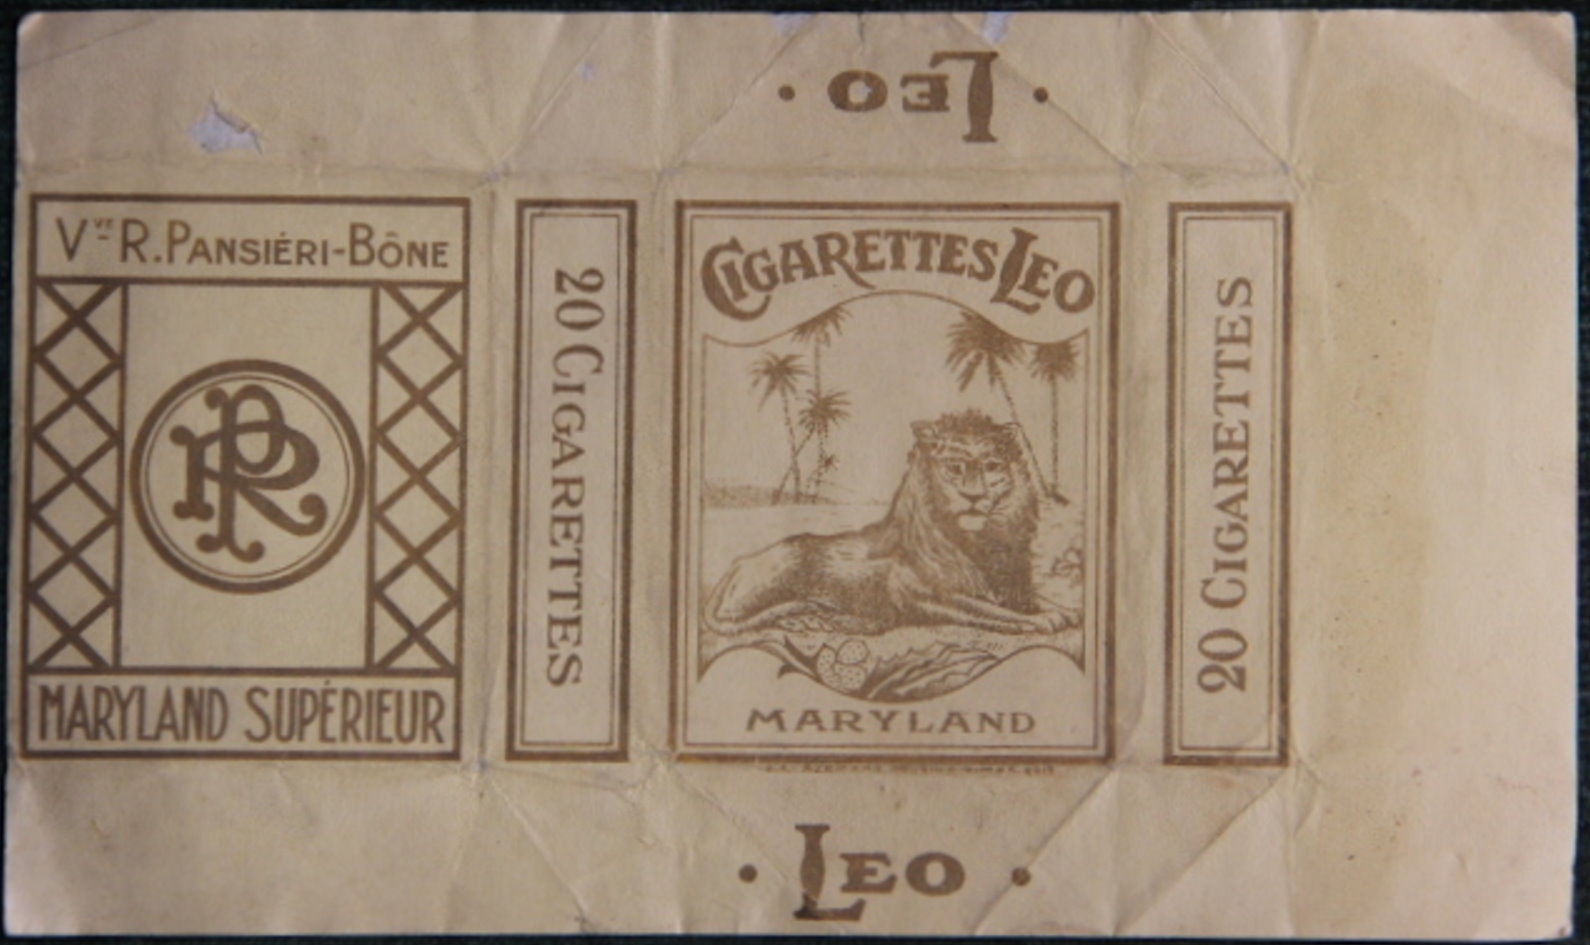 LEO
Vve R. PANSIÉRI-BÔNE
PR
MARYLAND SUPÉRIEUR
20 CIGARETTES
CIGARETTES LEO
MARYLAND
20 CIGARETTES
LEO